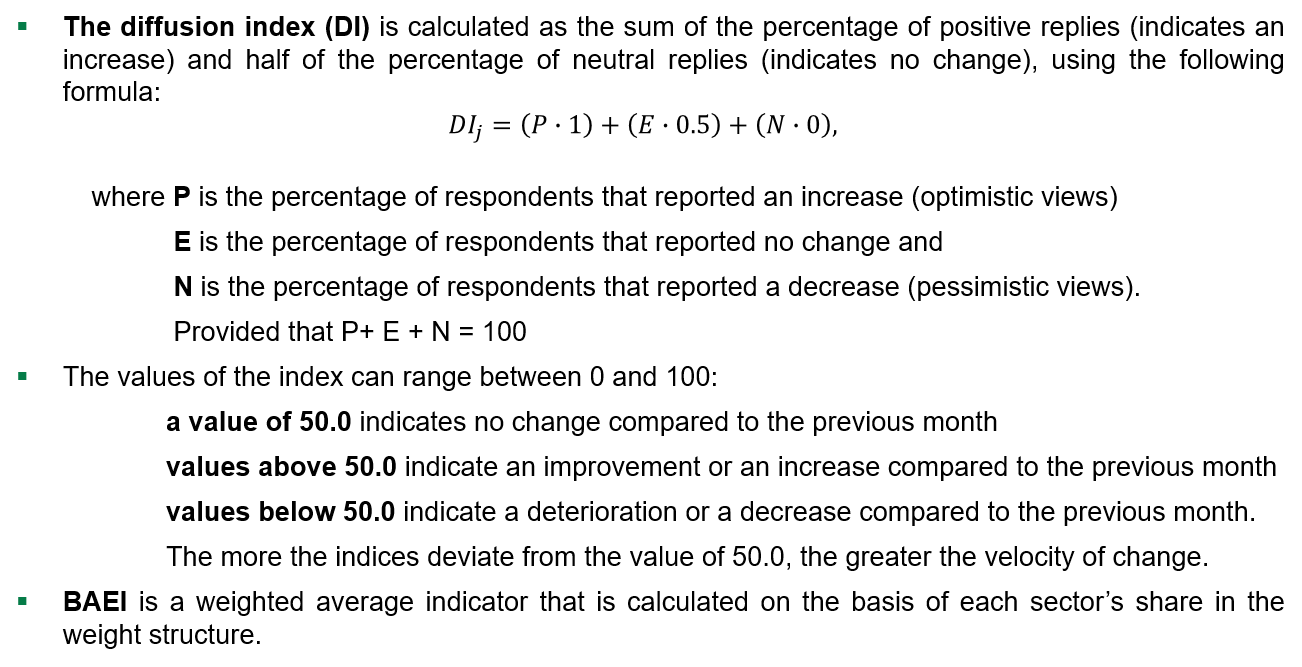 ▪ The diffusion index (DI) is calculated as the sum of the percentage of positive replies (indicates an
increase) and half of the percentage of neutral replies (indicates no change), using the following
formula:
DIⱼ = (P · 1) + (E · 0.5) + (N · 0),
where P is the percentage of respondents that reported an increase (optimistic views)
E is the percentage of respondents that reported no change and
N is the percentage of respondents that reported a decrease (pessimistic views).
Provided that P+ E + N = 100
▪ The values of the index can range between 0 and 100:
a value of 50.0 indicates no change compared to the previous month
values above 50.0 indicate an improvement or an increase compared to the previous month
values below 50.0 indicate a deterioration or a decrease compared to the previous month.
The more the indices deviate from the value of 50.0, the greater the velocity of change.
▪ BAEI is a weighted average indicator that is calculated on the basis of each sector's share in the
weight structure.